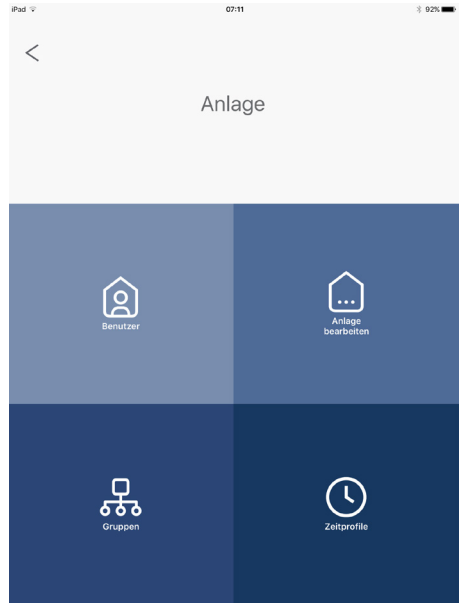 iPad 07:11 92%
Anlage
Benutzer
Anlage
bearbeiten
Gruppen
Zeitprofile